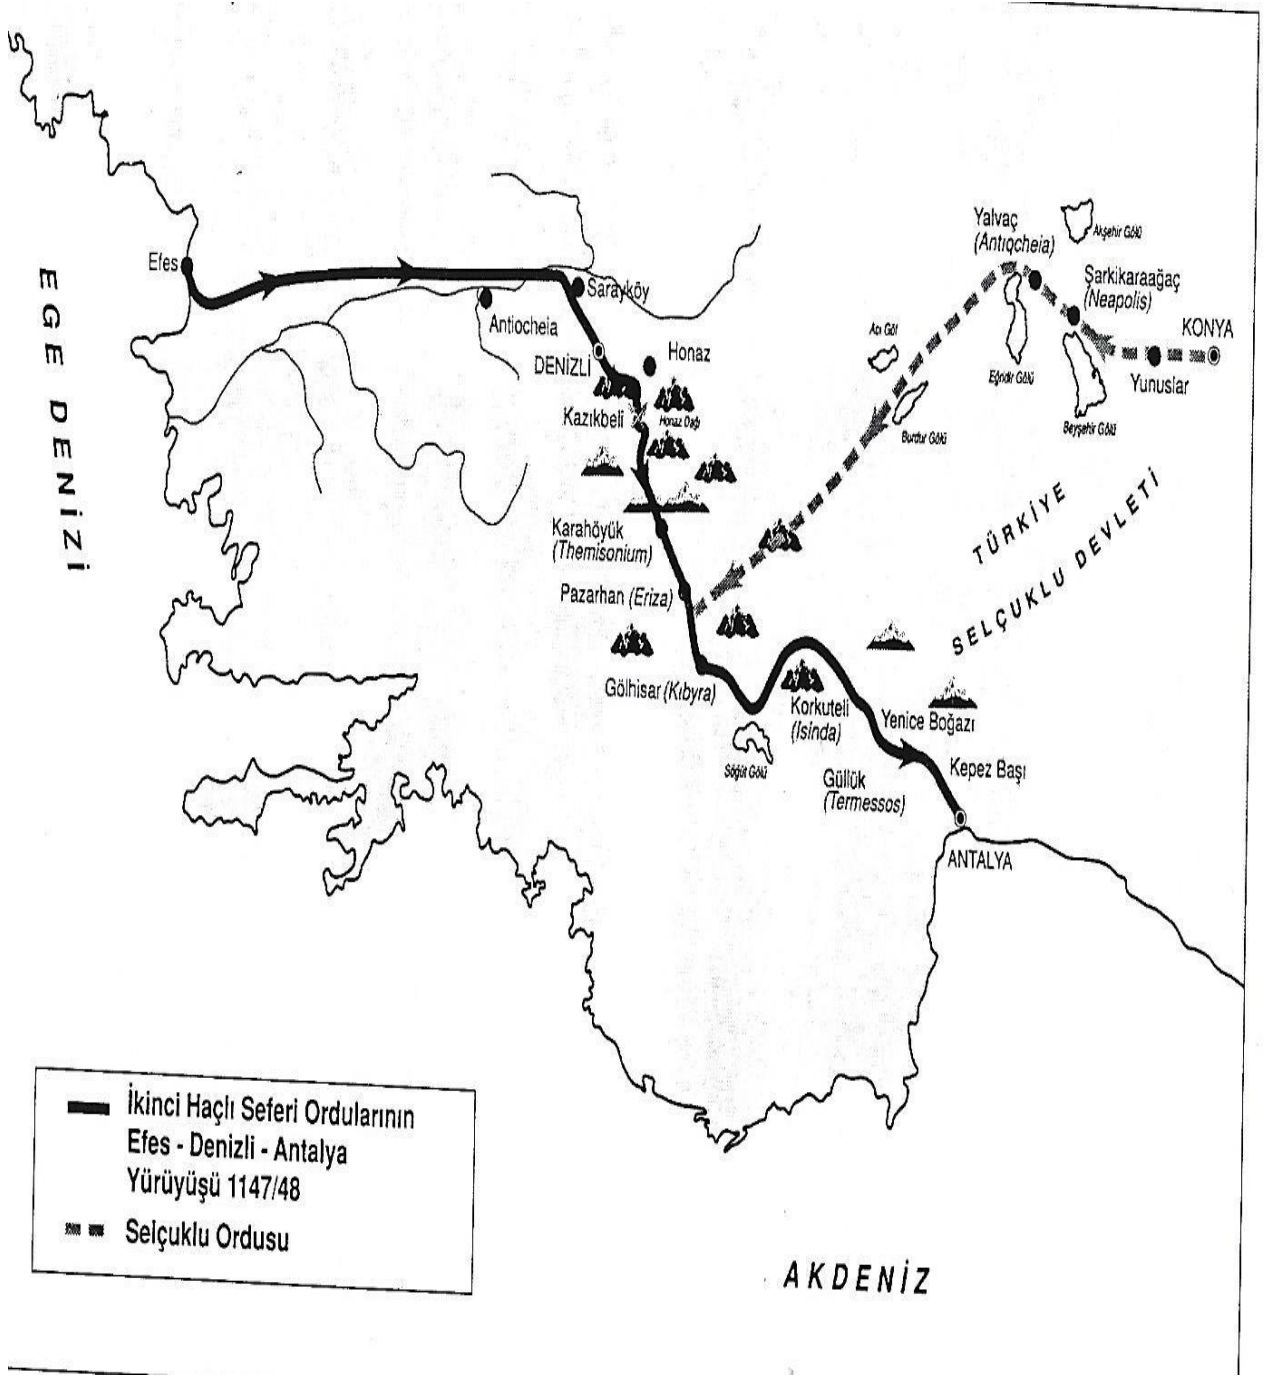 Yalvaç
(Antiocheia)
Akşehir Gölü
Efes
Sarayköy
Şarkikaraağaç
(Neapolis)
EGE DENİZİ
Antiocheia
Acı Göl
KONYA
DENİZLİ
Honaz
Eğridir Gölü
Yunuslar
Kazıkbeli
Honaz Dağı
Burdur Gölü
Beyşehir Gölü
Karahöyük
(Themisonium)
TÜRKİYE
SELÇUKLU DEVLETİ
Pazarhan (Eriza)
Gölhisar (Kıbyra)
Korkuteli
(Isinda)
Yenice Boğazı
Söğüt Gölü
Güllük
(Termessos)
Kepez Başı
ANTALYA
İkinci Haçlı Seferi Ordularının
Efes - Denizli - Antalya
Yürüyüşü 1147/48
Selçuklu Ordusu
AKDENİZ